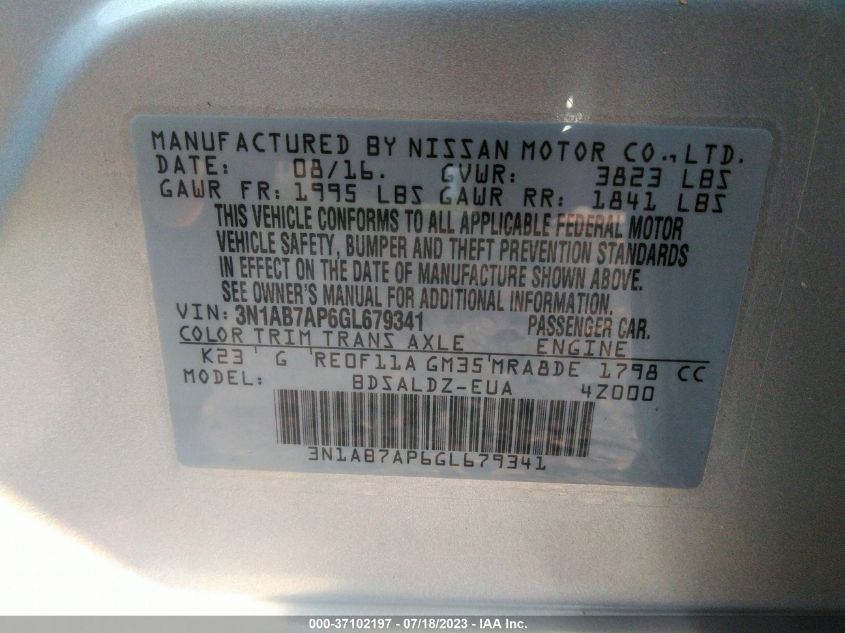 MANUFACTURED BY NISSAN MOTOR CO., LTD.
DATE: 08/16. GVWR: 3823 LBS
GAWR FR: 1995 LBS GAWR RR: 1841 LBS
THIS VEHICLE CONFORMS TO ALL APPLICABLE FEDERAL MOTOR
VEHICLE SAFETY, BUMPER AND THEFT PREVENTION STANDARDS
IN EFFECT ON THE DATE OF MANUFACTURE SHOWN ABOVE.
SEE OWNER'S MANUAL FOR ADDITIONAL INFORMATION.
VIN: 3N1AB7AP6GL679341 PASSENGER CAR.
COLOR TRIM TRANS AXLE ENGINE
K23 G RE0F11A GM35 MRA8DE 1798 CC
MODEL: BDSALDZ-EUA 4Z000
3N1AB7AP6GL679341
000-37102197 - 07/18/2023 - IAA Inc.